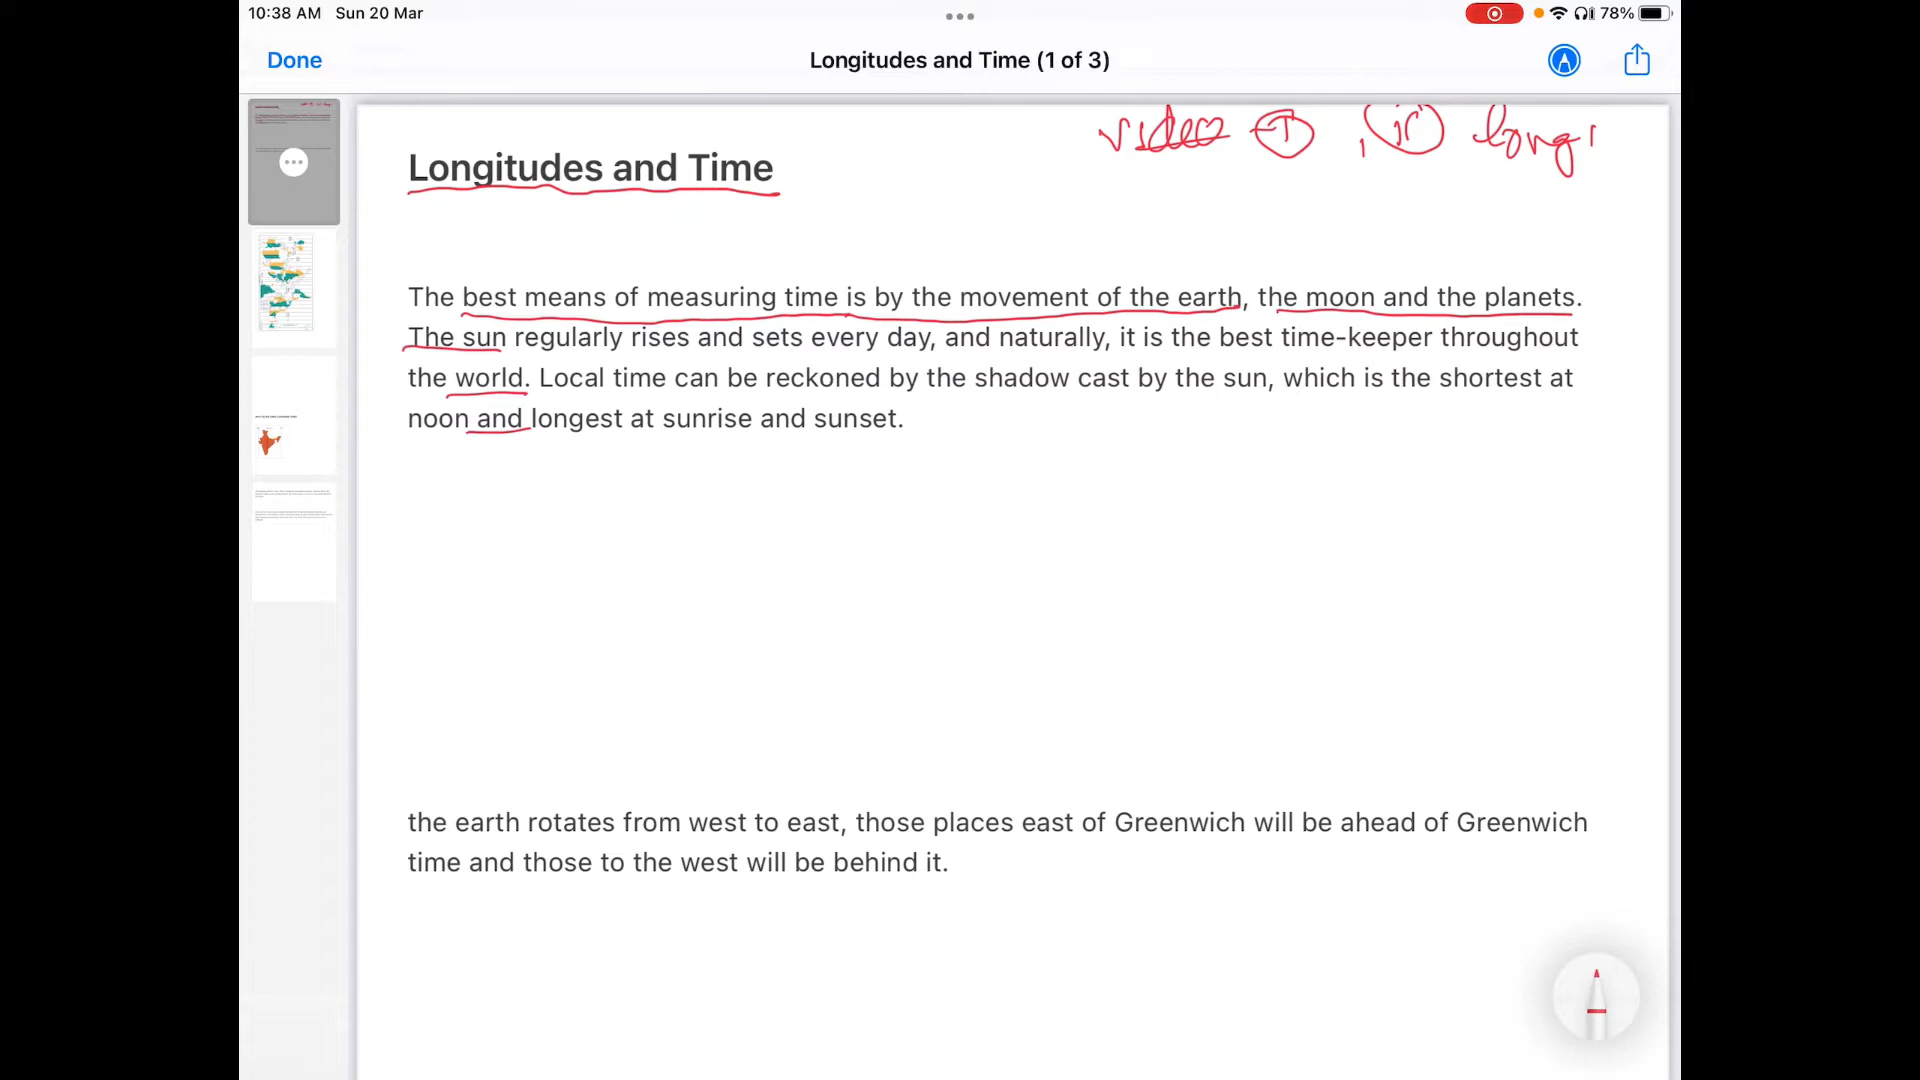 10:38 AM Sun 20 Mar
78%
Done
Longitudes and Time (1 of 3)
video
Longitudes and Time
The best means of measuring time is by the movement of the earth, the moon and the planets.
The sun regularly rises and sets every day, and naturally, it is the best time-keeper throughout
the world. Local time can be reckoned by the shadow cast by the sun, which is the shortest at
noon and longest at sunrise and sunset.
the earth rotates from west to east, those places east of Greenwich will be ahead of Greenwich
time and those to the west will be behind it.